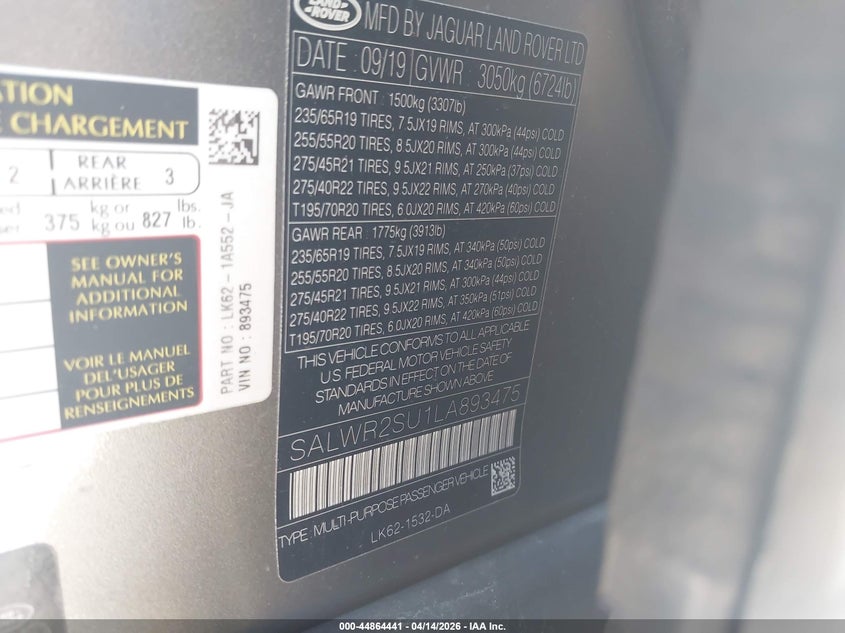 LAND
ROVER
MFD BY JAGUAR LAND ROVER LTD
DATE 09/19 GVWR 3050kg (6724lb)
GAWR FRONT : 1500kg (3307lb)
235/65R19 TIRES, 7.5JX19 RIMS, AT 300kPa (44psi) COLD
255/55R20 TIRES, 8.5JX20 RIMS, AT 300kPa (44psi) COLD
275/45R21 TIRES, 9.5JX21 RIMS, AT 250kPa (37psi) COLD
275/40R22 TIRES, 9.5JX22 RIMS, AT 270kPa (40psi) COLD
T195/70R20 TIRES, 6.0JX20 RIMS, AT 420kPa (60psi) COLD
GAWR REAR : 1775kg (3913lb)
235/65R19 TIRES, 7.5JX19 RIMS, AT 340kPa (50psi) COLD
255/55R20 TIRES, 8.5JX20 RIMS, AT 340kPa (50psi) COLD
275/45R21 TIRES, 9.5JX21 RIMS, AT 300kPa (44psi) COLD
275/40R22 TIRES, 9.5JX22 RIMS, AT 350kPa (51psi) COLD
T195/70R20 TIRES, 6.0JX20 RIMS, AT 420kPa (60psi) COLD
THIS VEHICLE CONFORMS TO ALL APPLICABLE
U.S. FEDERAL MOTOR VEHICLE SAFETY
STANDARDS IN EFFECT ON THE DATE OF
MANUFACTURE SHOWN ABOVE
SALWR2SU1LA893475
TYPE: MULTI-PURPOSE PASSENGER VEHICLE
LK62-1532-DA
ATION
E CHARGEMENT
2 REAR
ARRIÈRE 3
375 kg or
kg ou 827 lbs.
lb.
SEE OWNER'S
MANUAL FOR
ADDITIONAL
INFORMATION
VOIR LE MANUEL
DEL'USAGER
POUR PLUS DE
RENSEIGNEMENTS
PART NO : LK62 - 1A552 - JA
VIN NO : 893475
000-44864441 - 04/14/2026 - IAA Inc.